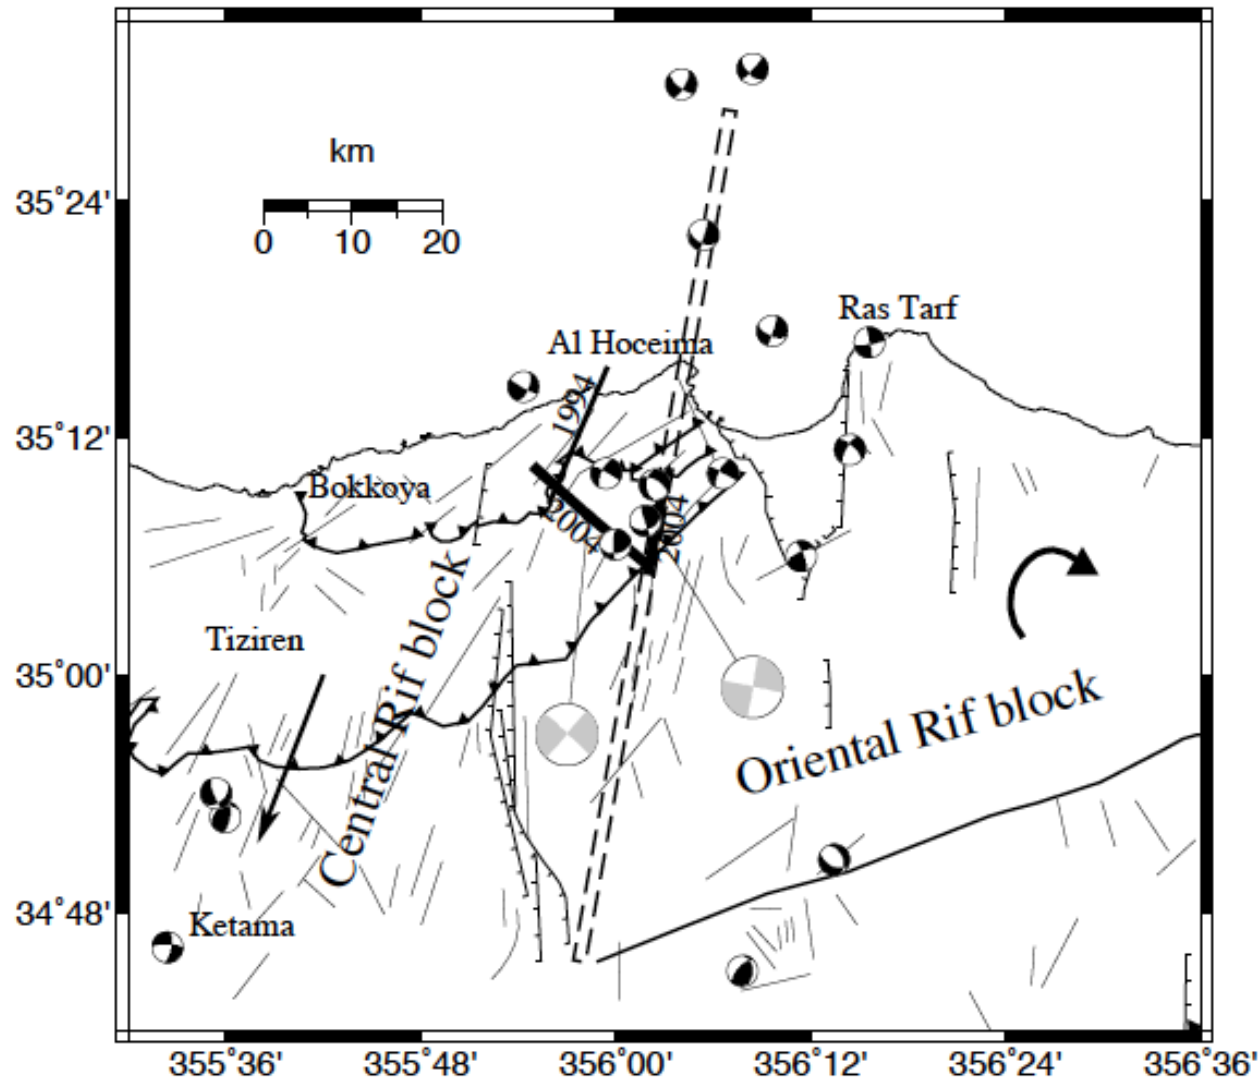 km
35°24'
0 10 20
Ras Tarf
Al Hoceima
1994
35°12'
Bokkoya
2004
2004
Tiziren
35°00'
Central Rif block
Oriental Rif block
34°48'
Ketama
355°36' 355°48' 356°00' 356°12' 356°24' 356°36'